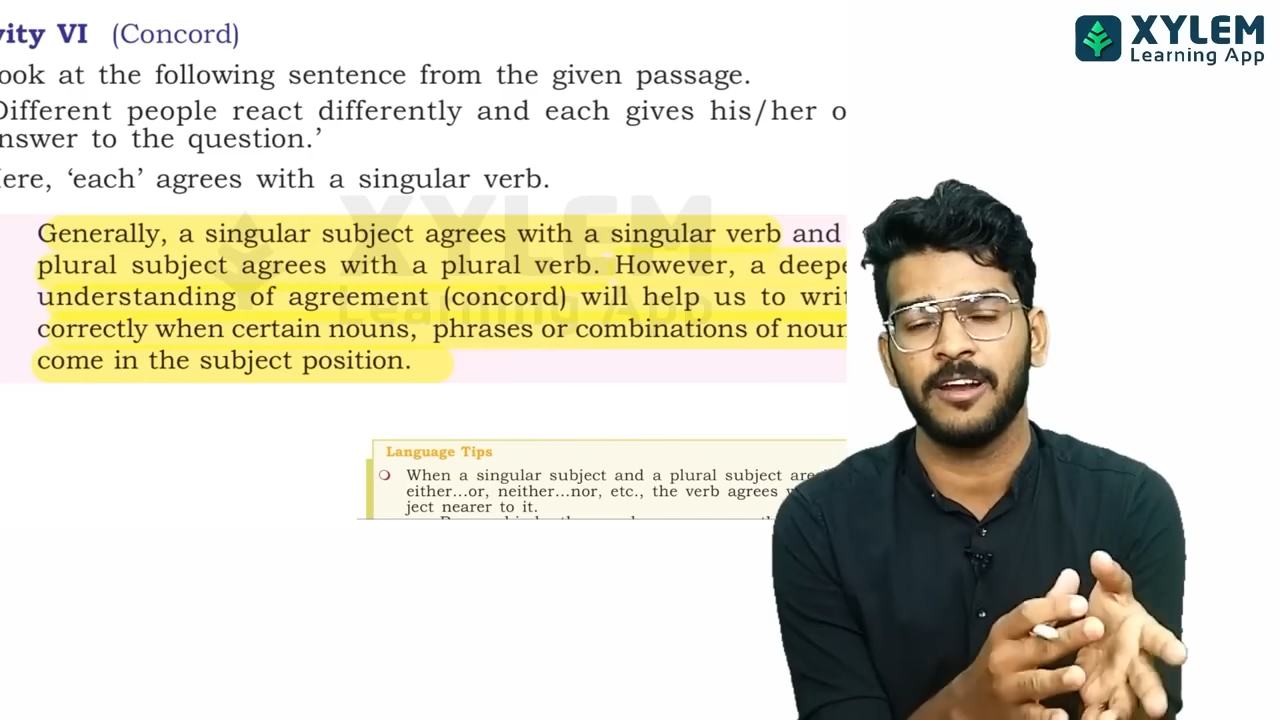 vity VI (Concord)
ook at the following sentence from the given passage.
Different people react differently and each gives his/her o
nswer to the question.’
ere, ‘each’ agrees with a singular verb.
Generally, a singular subject agrees with a singular verb and
plural subject agrees with a plural verb. However, a deepe
understanding of agreement (concord) will help us to writ
correctly when certain nouns, phrases or combinations of noun
come in the subject position.
Language Tips
When a singular subject and a plural subject are
either...or, neither...nor, etc., the verb agrees w
ject nearer to it.
XYLEM
Learning App
XYLEM
Learning App